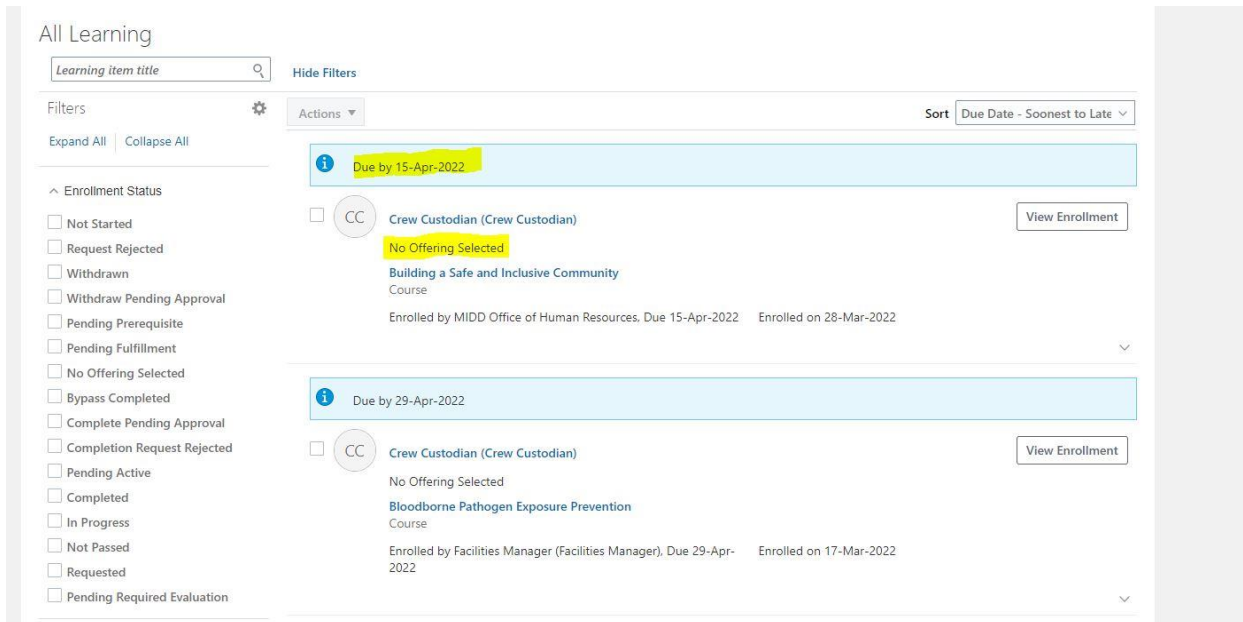 All Learning
Learning item title
Hide Filters
Filters
Actions
Sort Due Date - Soonest to Late
Expand All Collapse All
Enrollment Status
Not Started
Request Rejected
Withdrawn
Withdraw Pending Approval
Pending Prerequisite
Pending Fulfillment
No Offering Selected
Bypass Completed
Complete Pending Approval
Completion Request Rejected
Pending Active
Completed
In Progress
Not Passed
Requested
Pending Required Evaluation
Due by 15-Apr-2022
CC
Crew Custodian (Crew Custodian)
View Enrollment
No Offering Selected
Building a Safe and Inclusive Community
Course
Enrolled by MIDD Office of Human Resources, Due 15-Apr-2022 Enrolled on 28-Mar-2022
Due by 29-Apr-2022
CC
Crew Custodian (Crew Custodian)
View Enrollment
No Offering Selected
Bloodborne Pathogen Exposure Prevention
Course
Enrolled by Facilities Manager (Facilities Manager), Due 29-Apr- Enrolled on 17-Mar-2022
2022